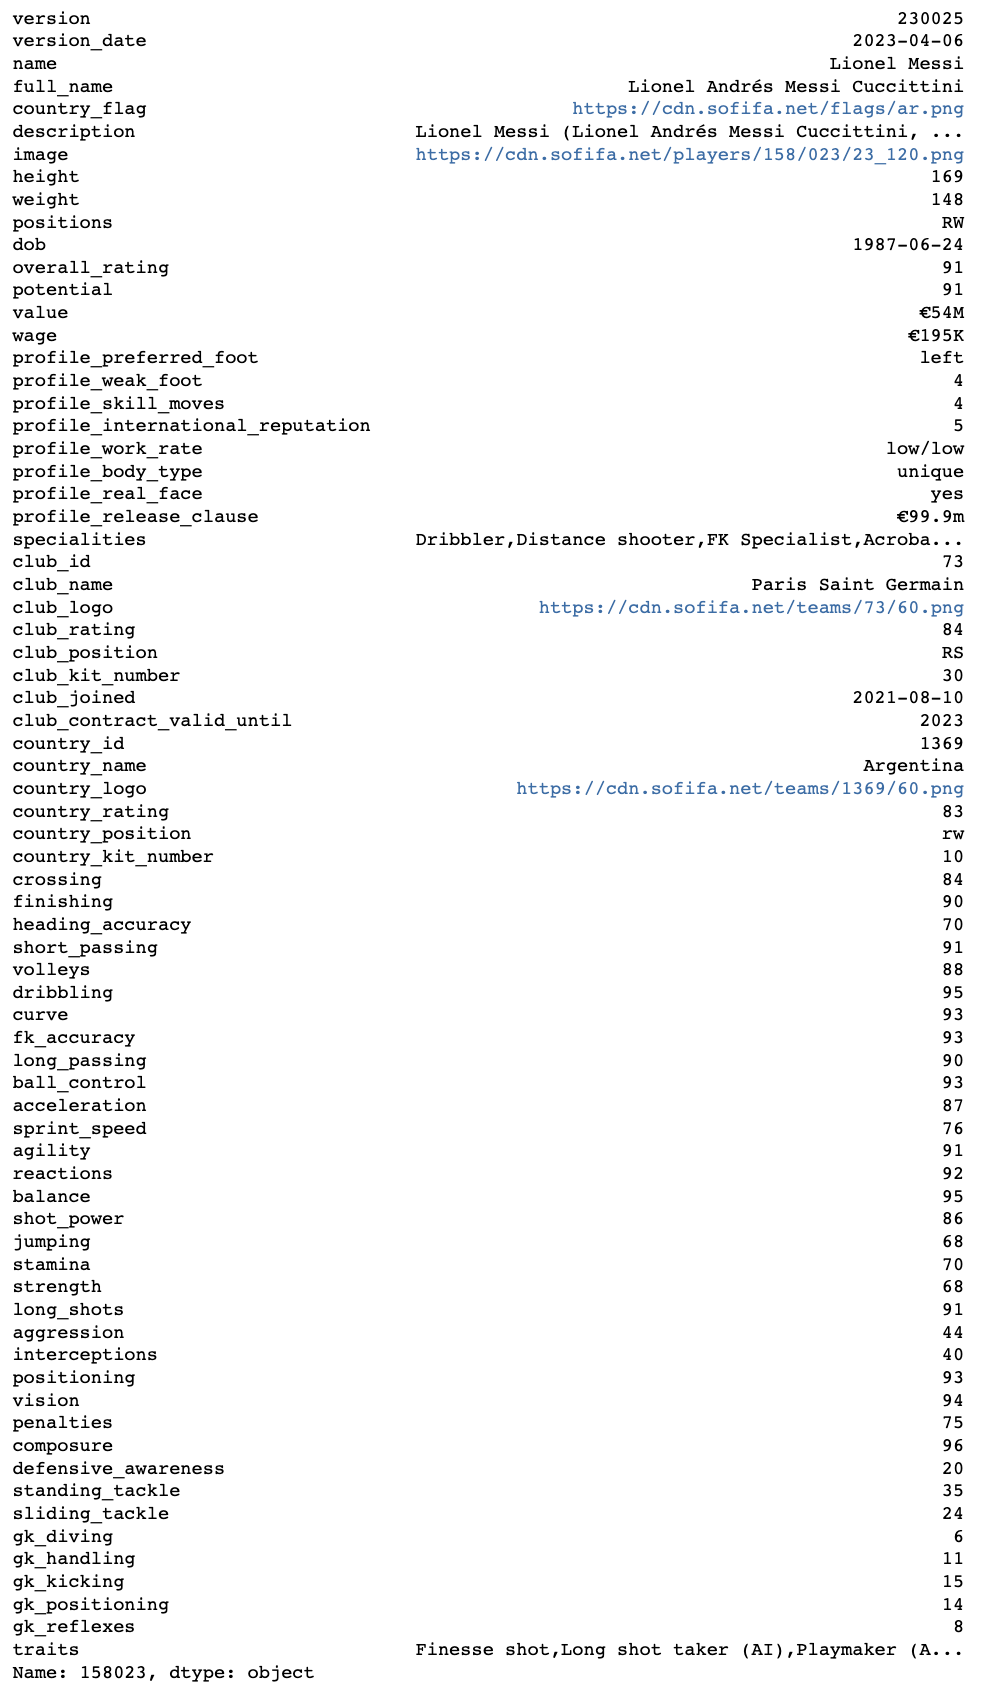 version 230025
version_date 2023-04-06
name Lionel Messi
full_name Lionel Andrés Messi Cuccittini
country_flag https://cdn.sofifa.net/flags/ar.png
description Lionel Messi (Lionel Andrés Messi Cuccittini, ...
image https://cdn.sofifa.net/players/158/023/23_120.png
height 169
weight 148
positions RW
dob 1987-06-24
overall_rating 91
potential 91
value €54M
wage €195K
profile_preferred_foot left
profile_weak_foot 4
profile_skill_moves 4
profile_international_reputation 5
profile_work_rate low/low
profile_body_type unique
profile_real_face yes
profile_release_clause €99.9m
specialities Dribbler,Distance shooter,FK Specialist,Acroba...
club_id 73
club_name Paris Saint Germain
club_logo https://cdn.sofifa.net/teams/73/60.png
club_rating 84
club_position RS
club_kit_number 30
club_joined 2021-08-10
club_contract_valid_until 2023
country_id 1369
country_name Argentina
country_logo https://cdn.sofifa.net/teams/1369/60.png
country_rating 83
country_position rw
country_kit_number 10
crossing 84
finishing 90
heading_accuracy 70
short_passing 91
volleys 88
dribbling 95
curve 93
fk_accuracy 93
long_passing 90
ball_control 93
acceleration 87
sprint_speed 76
agility 91
reactions 92
balance 95
shot_power 86
jumping 68
stamina 70
strength 68
long_shots 91
aggression 44
interceptions 40
positioning 93
vision 94
penalties 75
composure 96
defensive_awareness 20
standing_tackle 35
sliding_tackle 24
gk_diving 6
gk_handling 11
gk_kicking 15
gk_positioning 14
gk_reflexes 8
traits Finesse shot,Long shot taker (AI),Playmaker (A...
Name: 158023, dtype: object